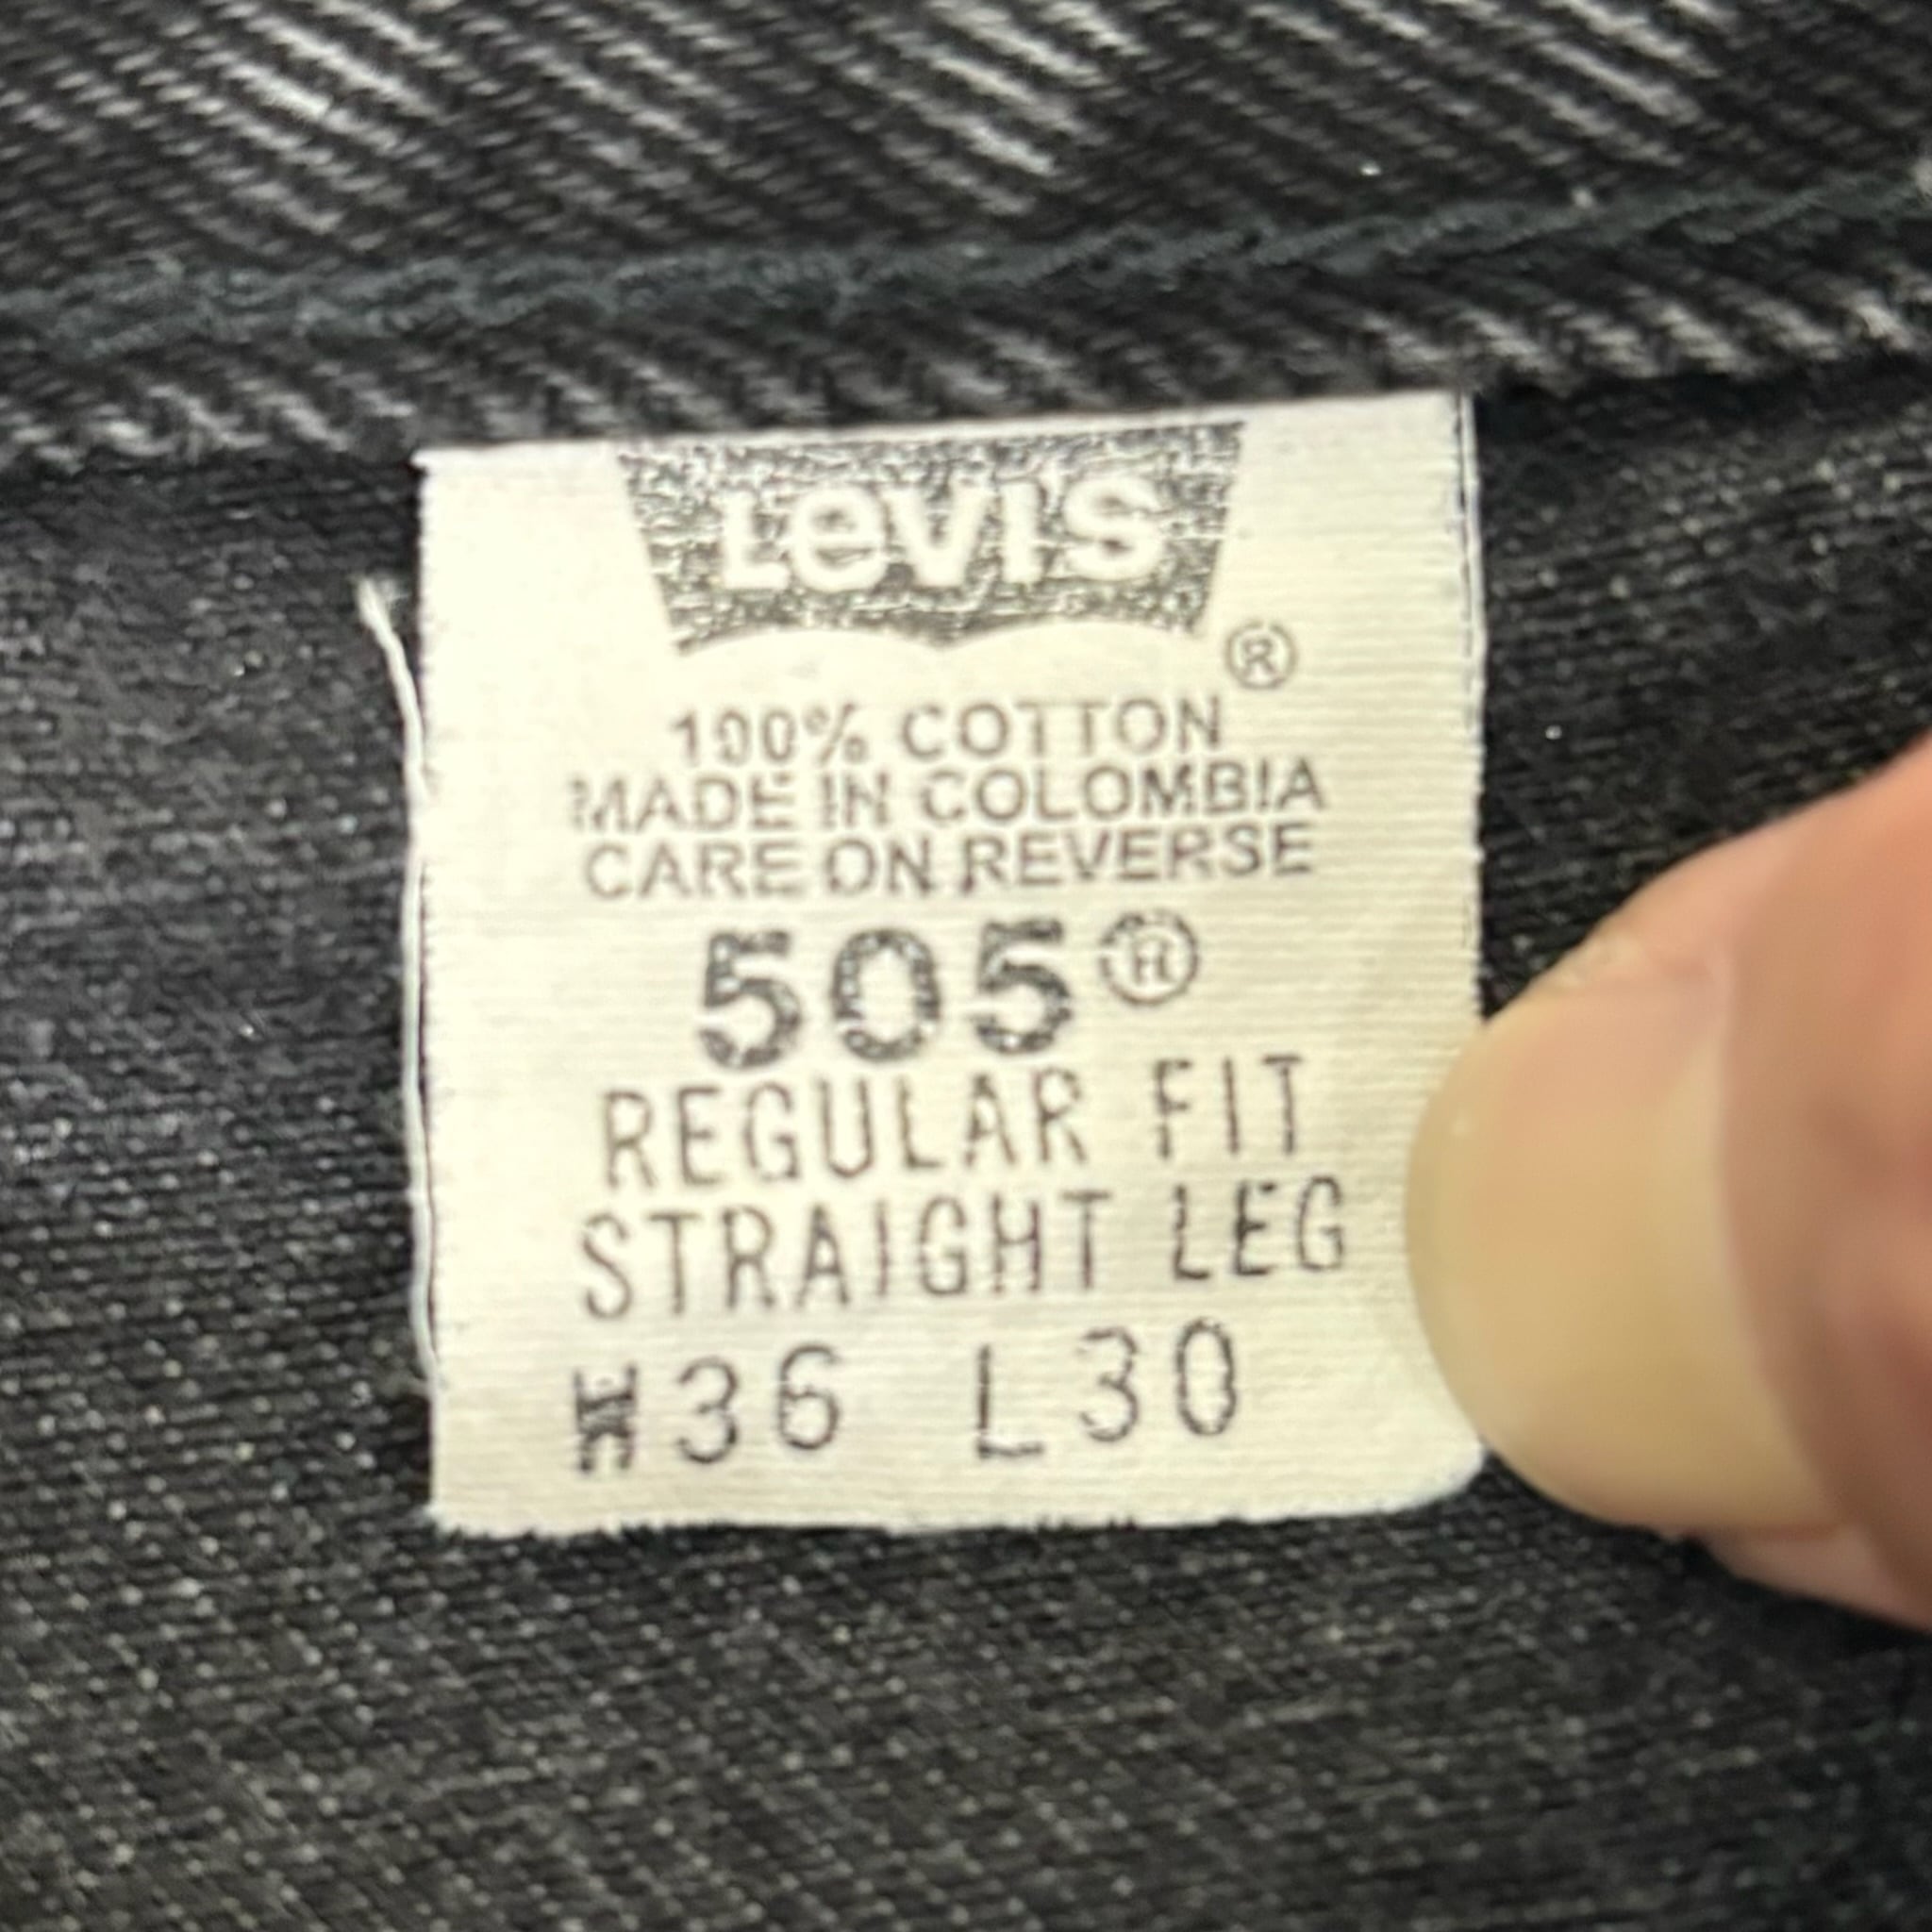 Levi's
®
100% COTTON
MADE IN COLOMBIA
CARE ON REVERSE
505®
REGULAR FIT
STRAIGHT LEG
W36 L30